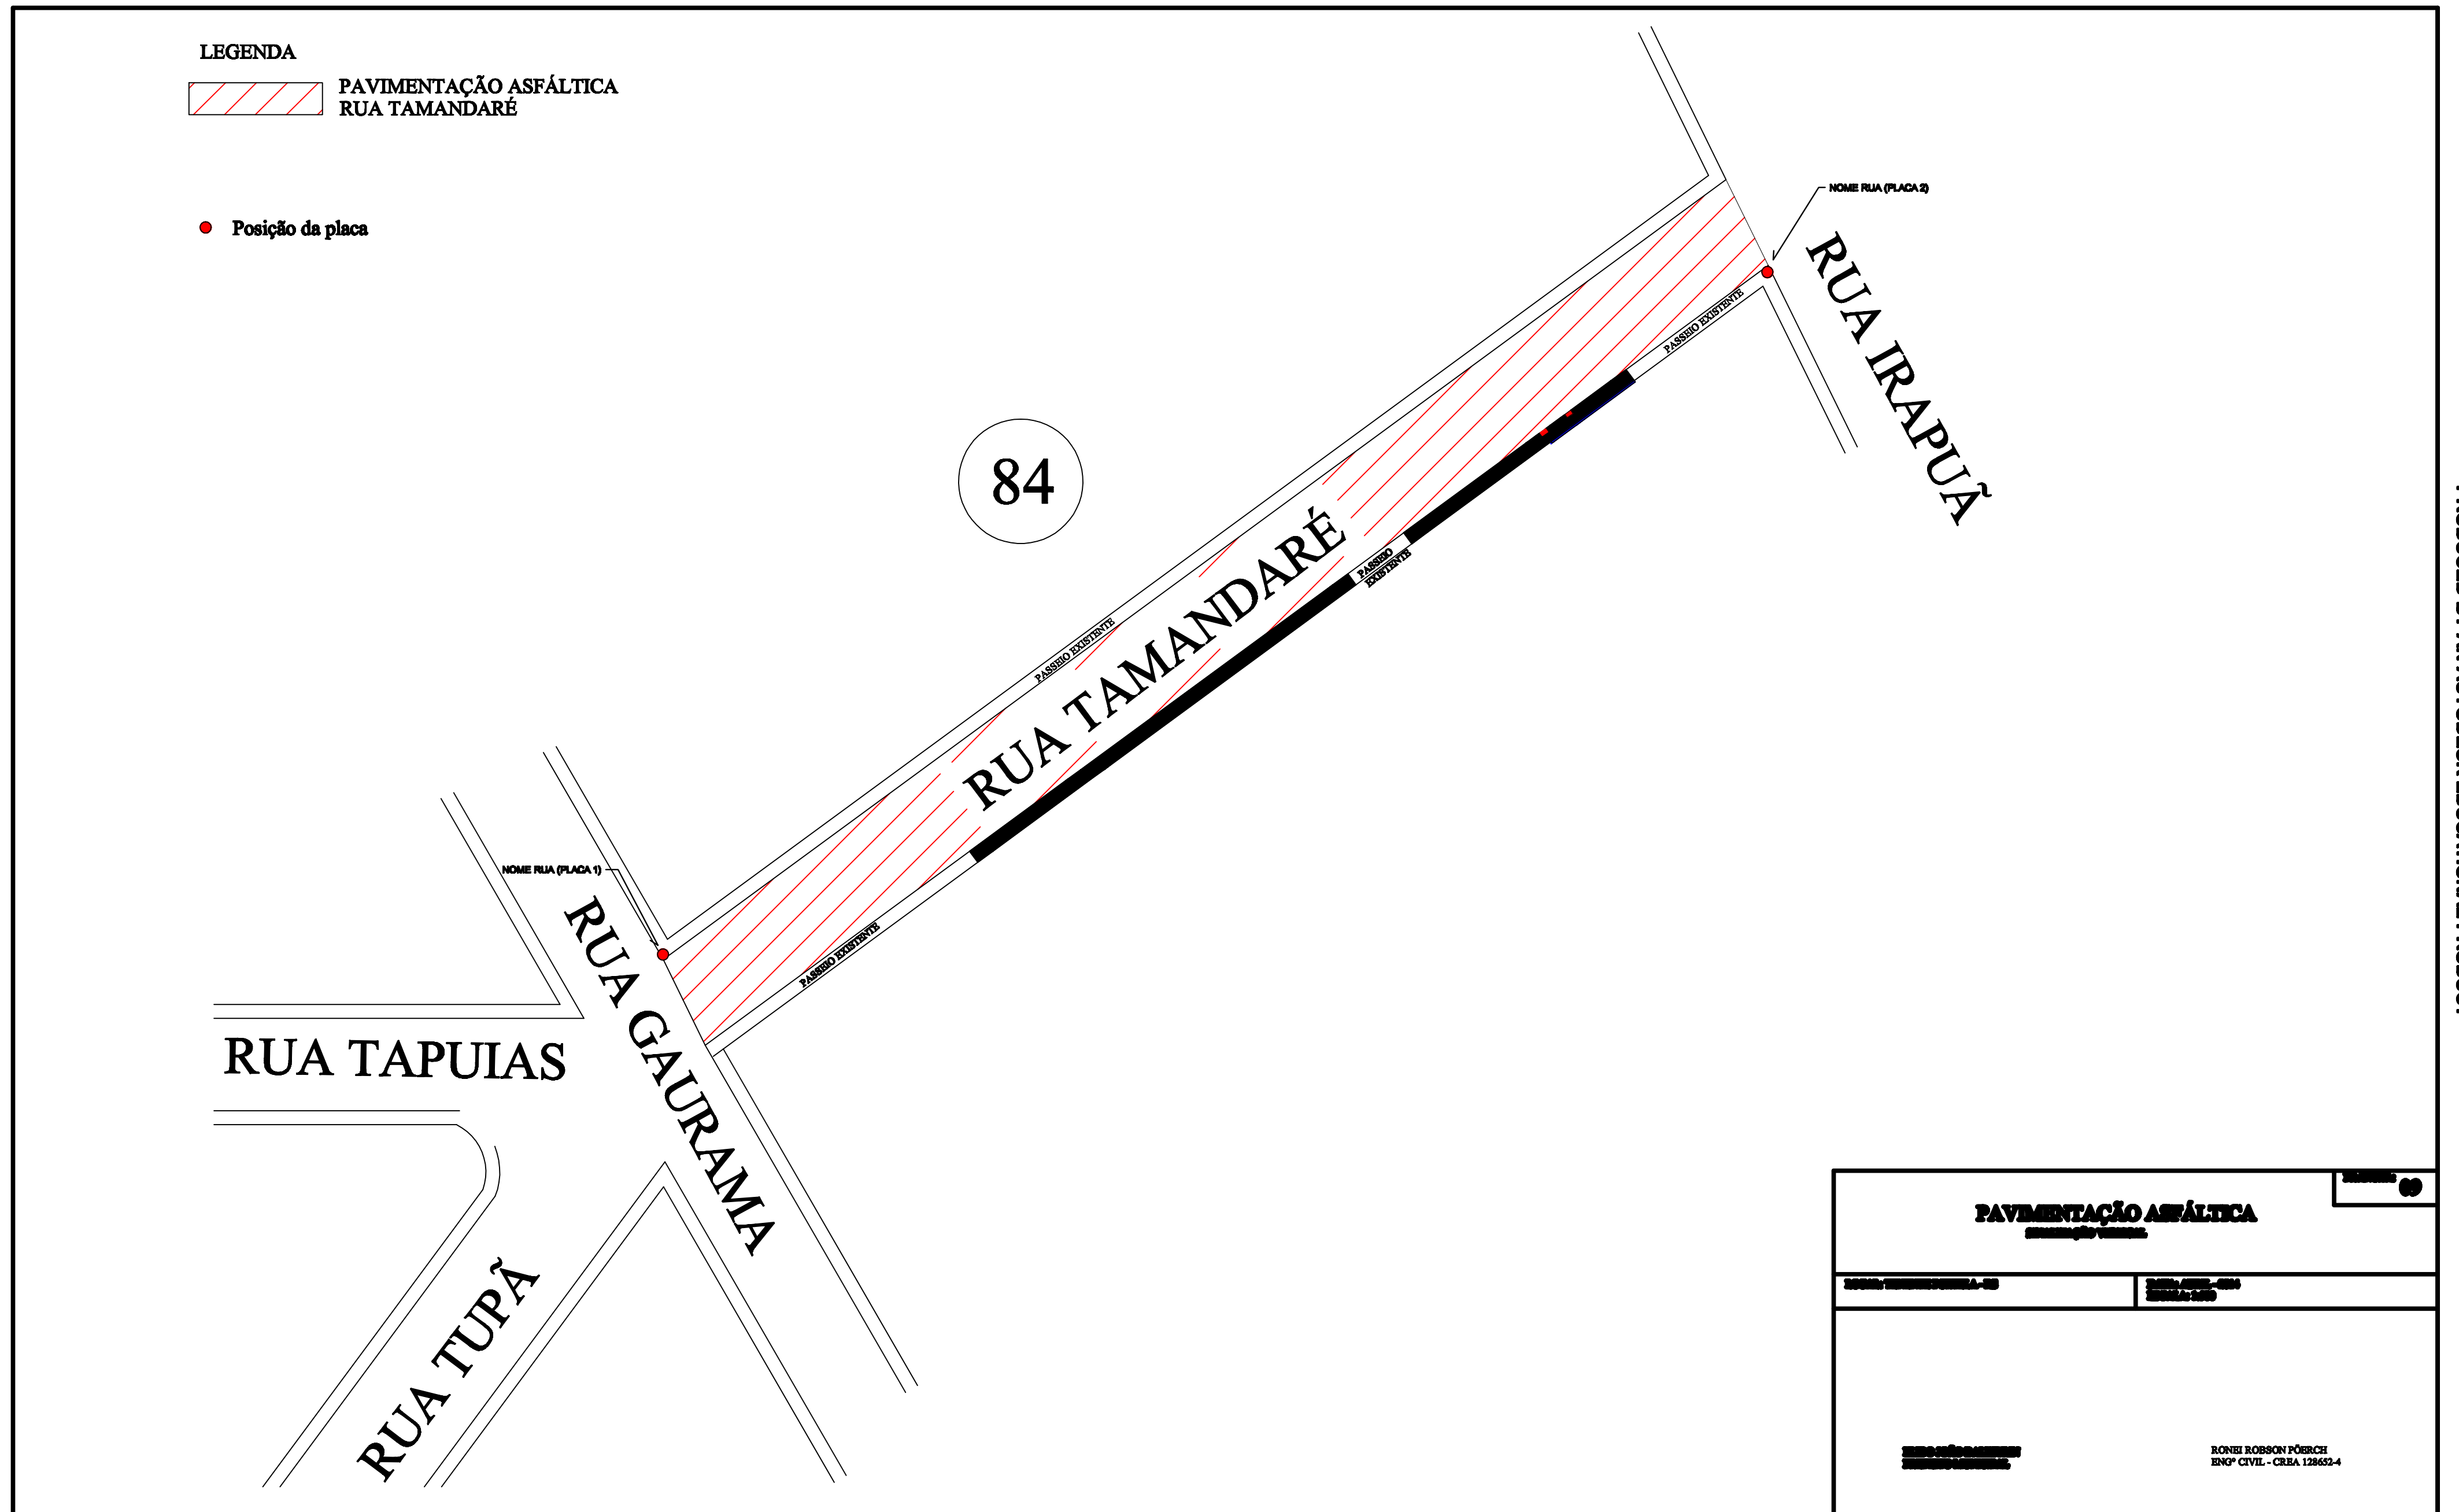 LEGENDA
PAVIMENTAÇÃO ASFÁLTICA
RUA TAMANDARÉ
Posição da placa
NOME RUA (PLACA 2)
RUA IRAPUÃ
PASSEIO EXISTENTE
84
PASSEIO
EXISTENTE
RUA TAMANDARÉ
PASSEIO EXISTENTE
NOME RUA (PLACA 1)
RUA GAURAMA
PASSEIO EXISTENTE
RUA TAPUIAS
RUA TUPÃ
09
PAVIMENTAÇÃO ASFÁLTICA
RONEI ROBSON PÖERCH
ENGº CIVIL - CREA 128652-4